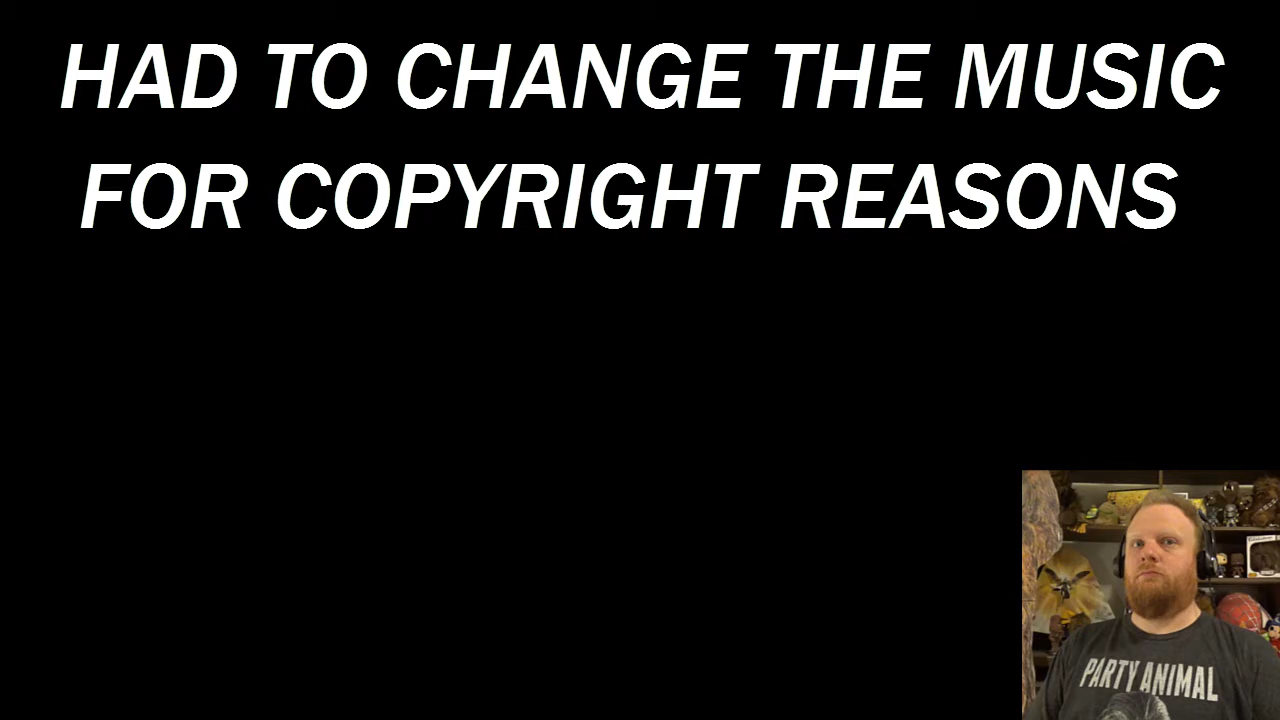 HAD TO CHANGE THE MUSIC
FOR COPYRIGHT REASONS
PARTY ANIMAL